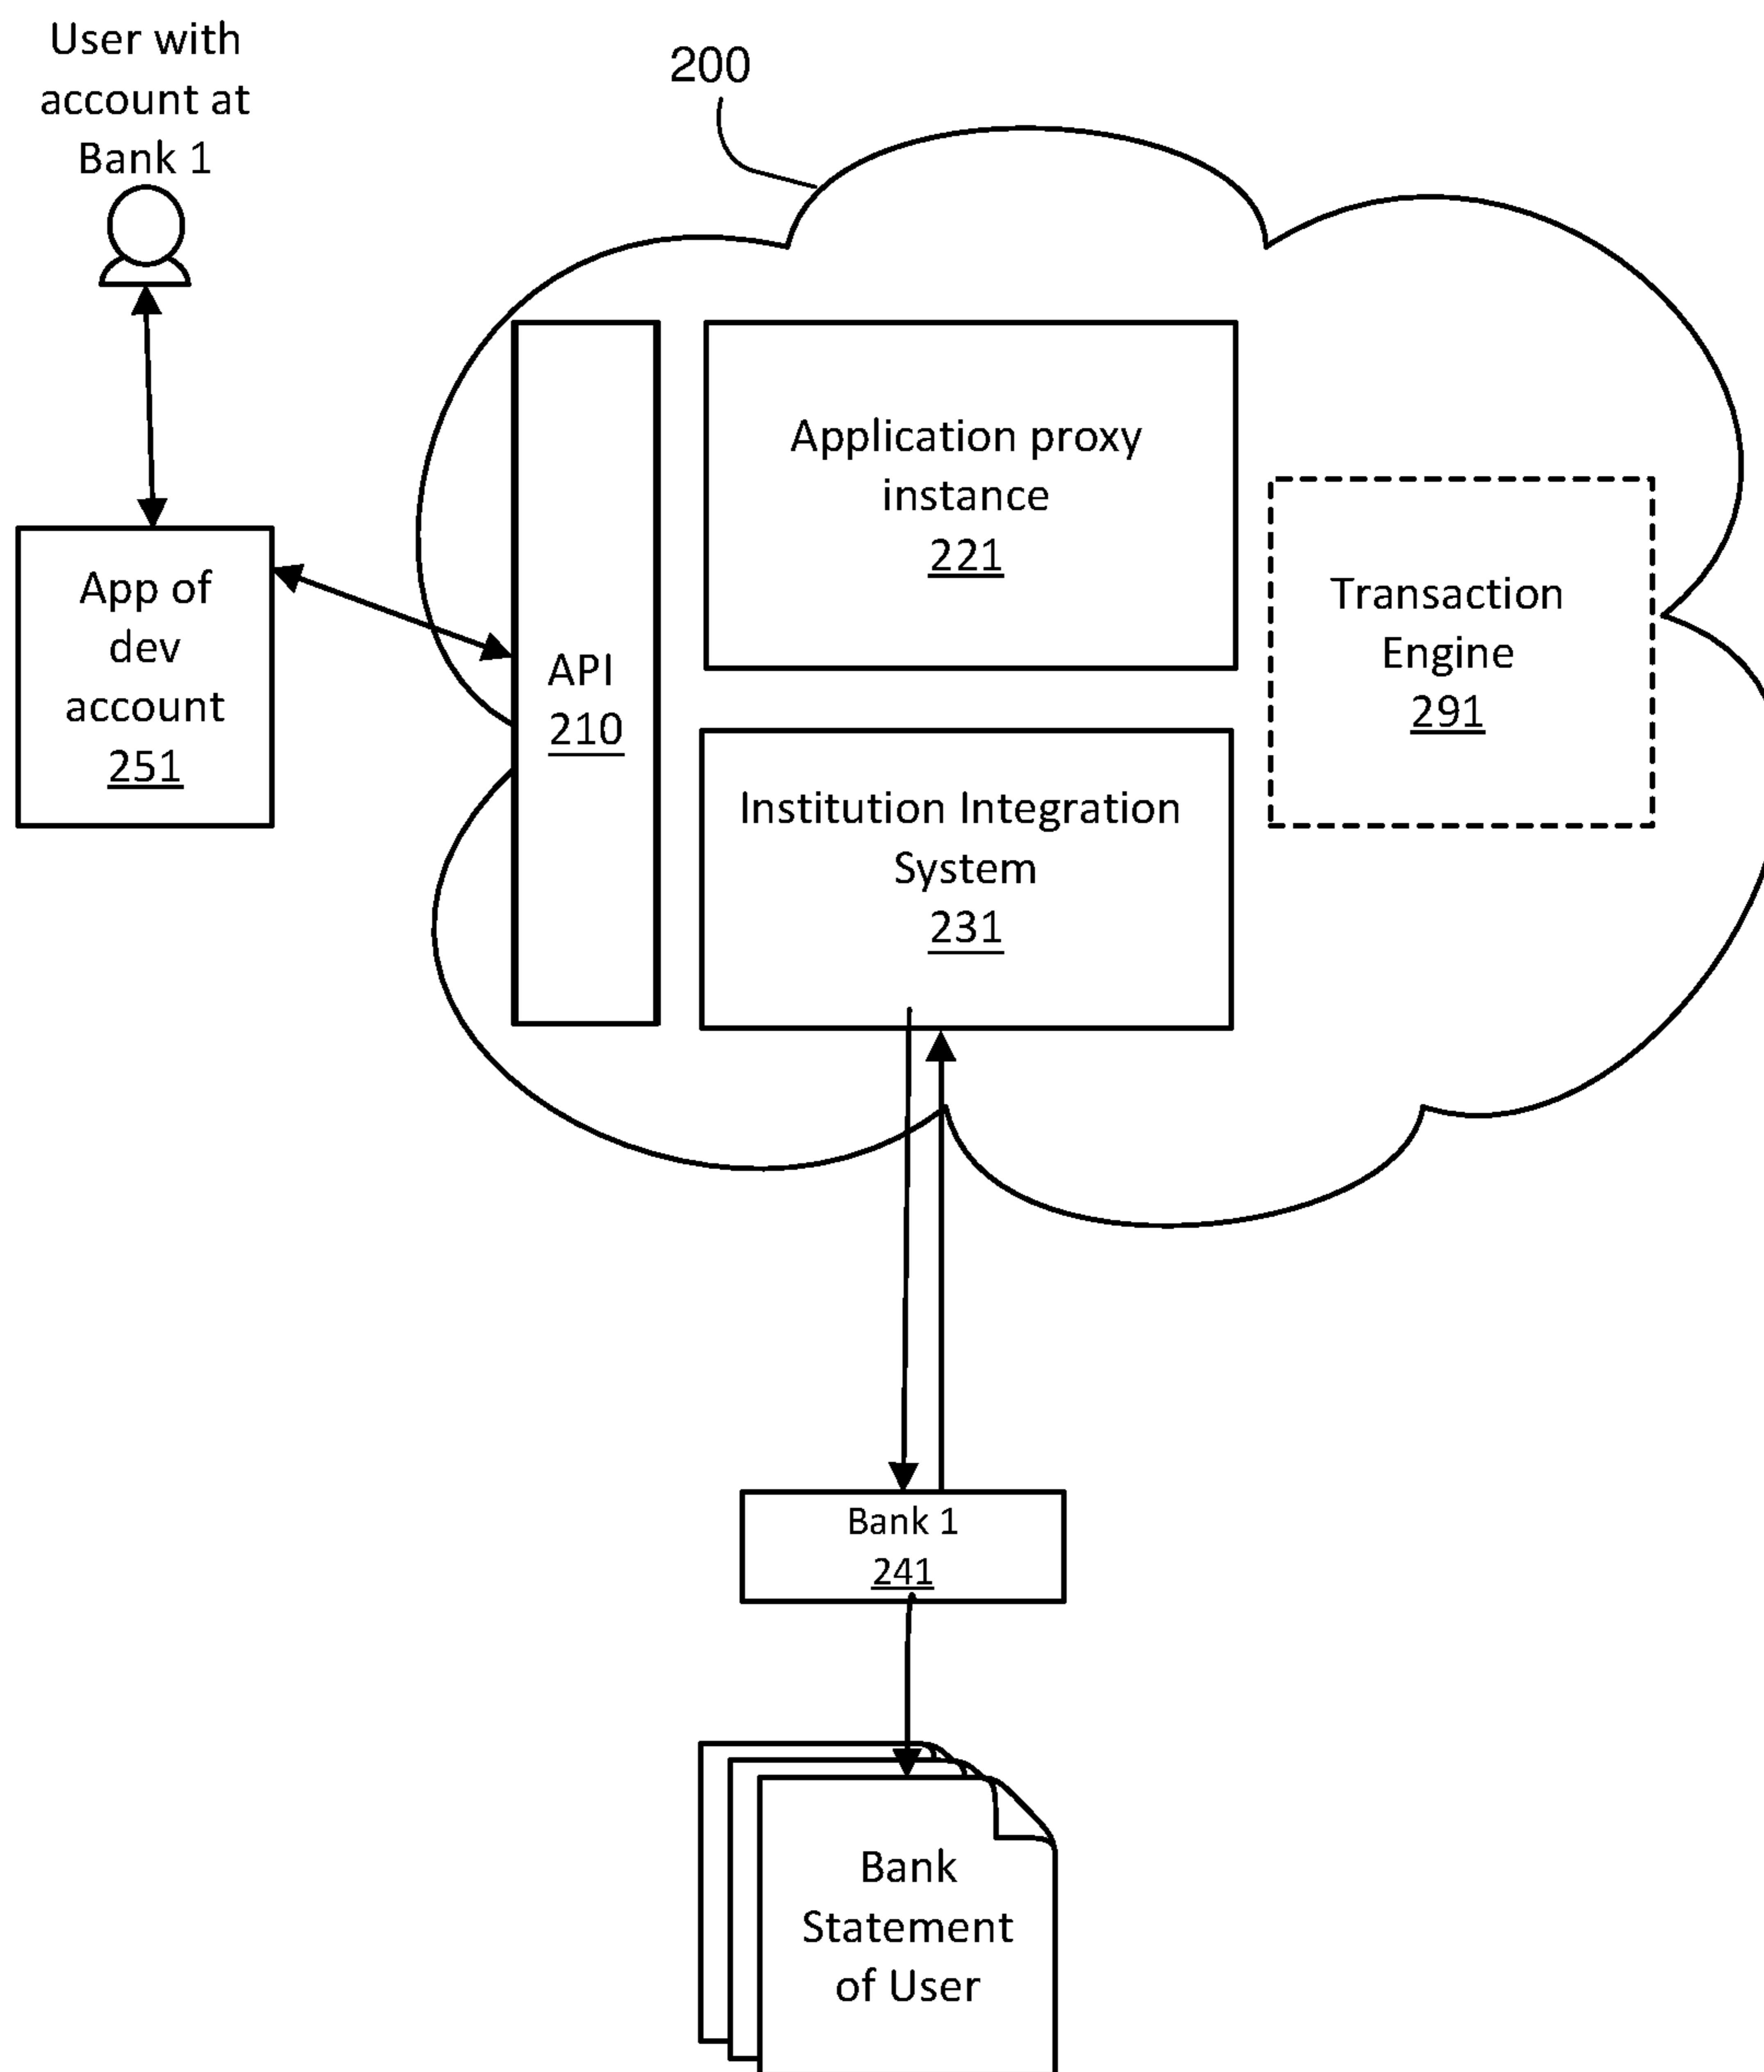 User with
account at
Bank 1
200
App of
dev
account
251
API
210
Application proxy
instance
221
Institution Integration
System
231
Transaction
Engine
291
Bank 1
241
Bank
Statement
of User